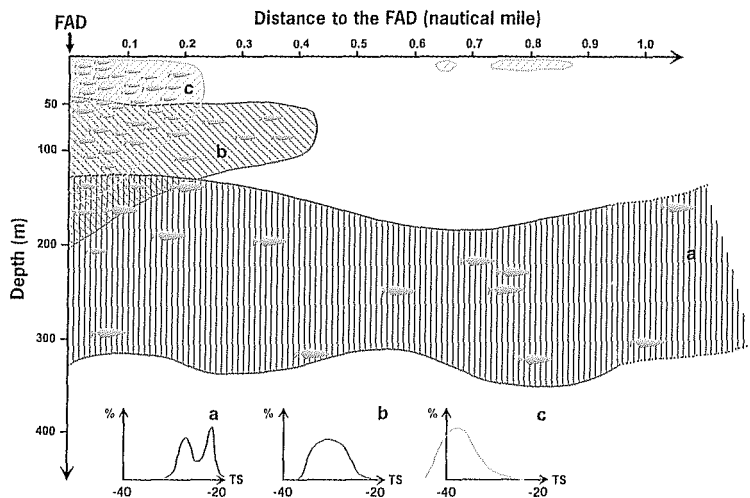 Distance to the FAD (nautical mile)
FAD
0.1 0.2 0.3 0.4 0.5 0.6 0.7 0.8 0.9 1.0
c
50
b
100
200
a
Depth (m)
300
400
% a % b % c
TS TS TS
-40 -20 -40 -20 -40 -20